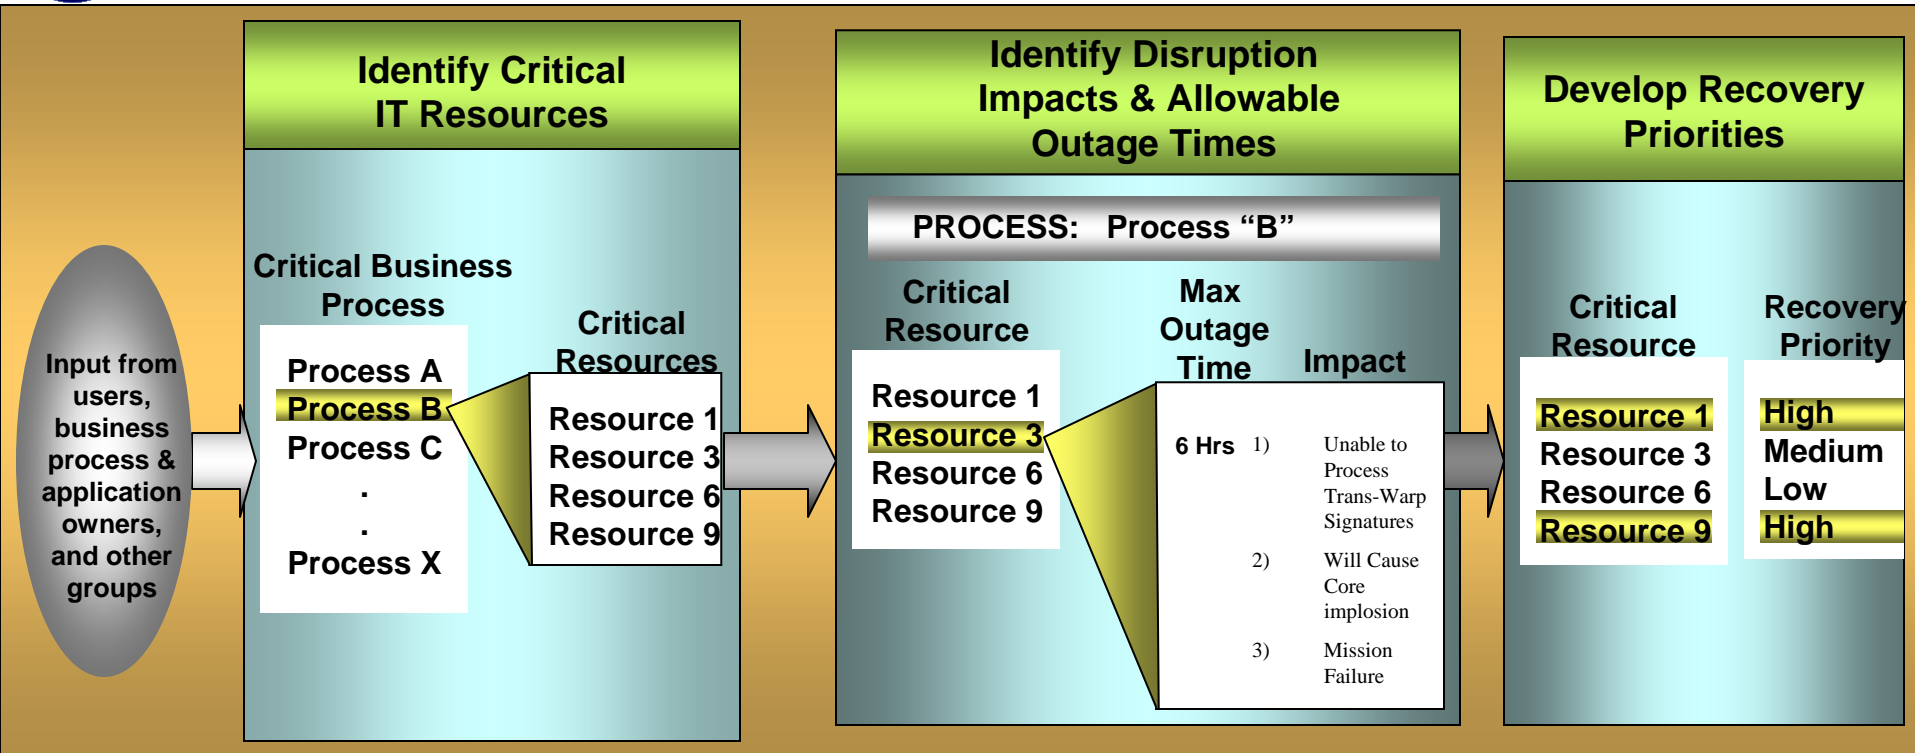 Identify Critical
IT Resources
Identify Disruption
Impacts & Allowable
Outage Times
Develop Recovery
Priorities
Input from
users,
business
process &
application
owners,
and other
groups
Critical Business
Process
Process A
Process B
Process C
.
.
Process X
Critical
Resources
Resource 1
Resource 3
Resource 6
Resource 9
PROCESS: Process “B”
Critical
Resource
Resource 1
Resource 3
Resource 6
Resource 9
Max
Outage
Time
Impact
6 Hrs 1) Unable to
Process
Trans-Warp
Signatures
2) Will Cause
Core
implosion
3) Mission
Failure
Critical
Resource
Resource 1
Resource 3
Resource 6
Resource 9
Recovery
Priority
High
Medium
Low
High